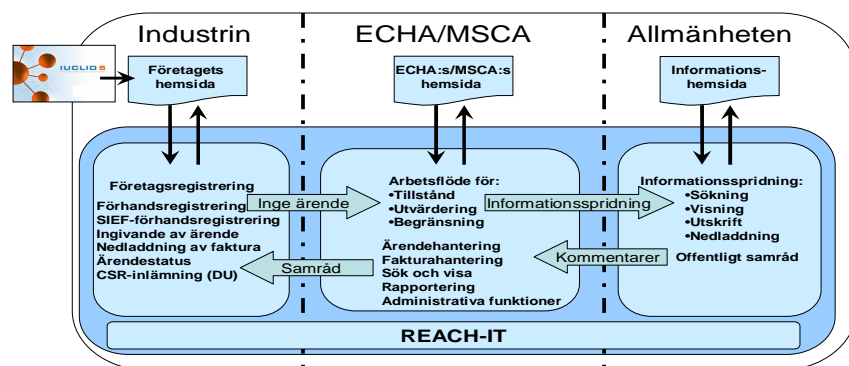 Industrin
ECHA/MSCA
Allmänheten
IUCLID 5
Företagets
hemsida
ECHA:s/MSCA:s
hemsida
Informations-
hemsida
Företagsregistrering
Förhandsregistrering
SIEF-förhandsregistrering
Ingivande av ärende
Nedladdning av faktura
Ärendestatus
CSR-inlämning (DU)
Inge ärende
Samråd
Arbetsflöde för:
•Tillstånd
•Utvärdering
•Begränsning
Ärendehantering
Fakturahantering
Sök och visa
Rapportering
Administrativa funktioner
Informationsspridning
Kommentarer
Informationsspridning:
•Sökning
•Visning
•Utskrift
•Nedladdning
Offentligt samråd
REACH-IT